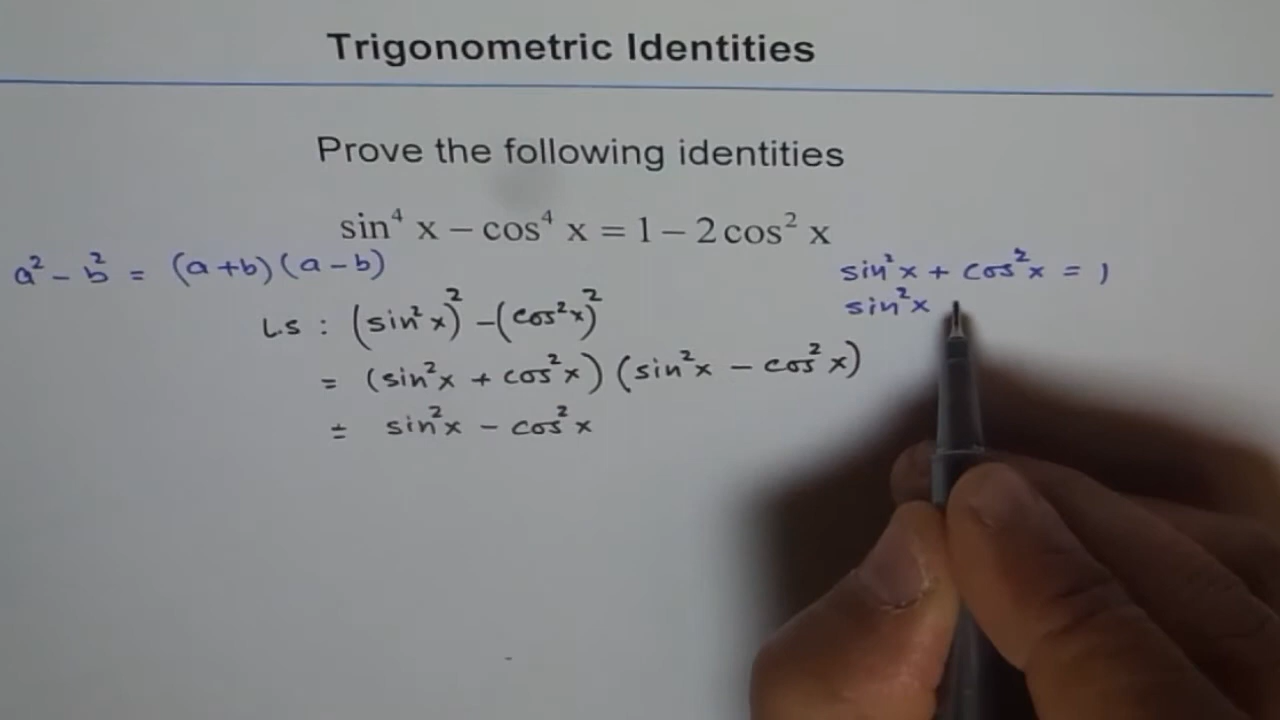 Trigonometric Identities
Prove the following identities
sin⁴ x − cos⁴ x = 1 − 2 cos² x
a² − b² = (a+b)(a−b)
sin²x + cos²x = 1
sin²x
L.S : (sin²x)² − (cos²x)²
= (sin²x + cos²x) (sin²x − cos²x)
= sin²x − cos²x